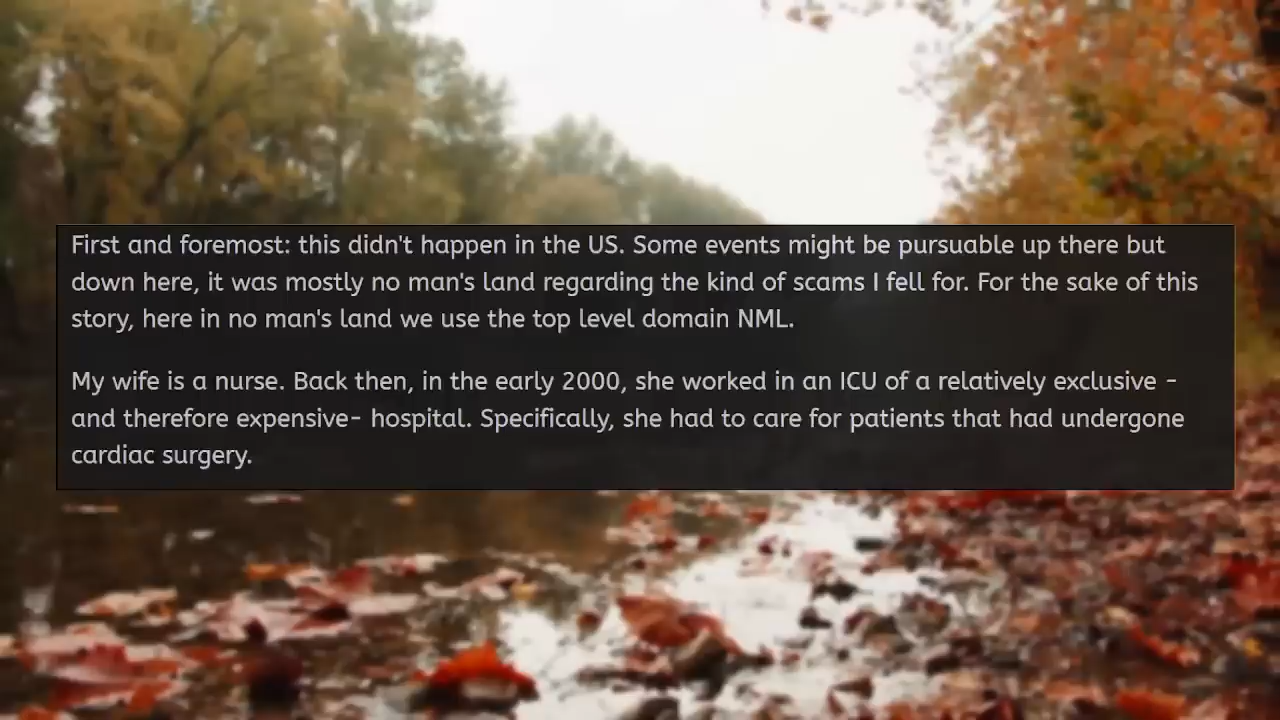 First and foremost: this didn't happen in the US. Some events might be pursuable up there but
down here, it was mostly no man's land regarding the kind of scams I fell for. For the sake of this
story, here in no man's land we use the top level domain NML.
My wife is a nurse. Back then, in the early 2000, she worked in an ICU of a relatively exclusive -
and therefore expensive- hospital. Specifically, she had to care for patients that had undergone
cardiac surgery.